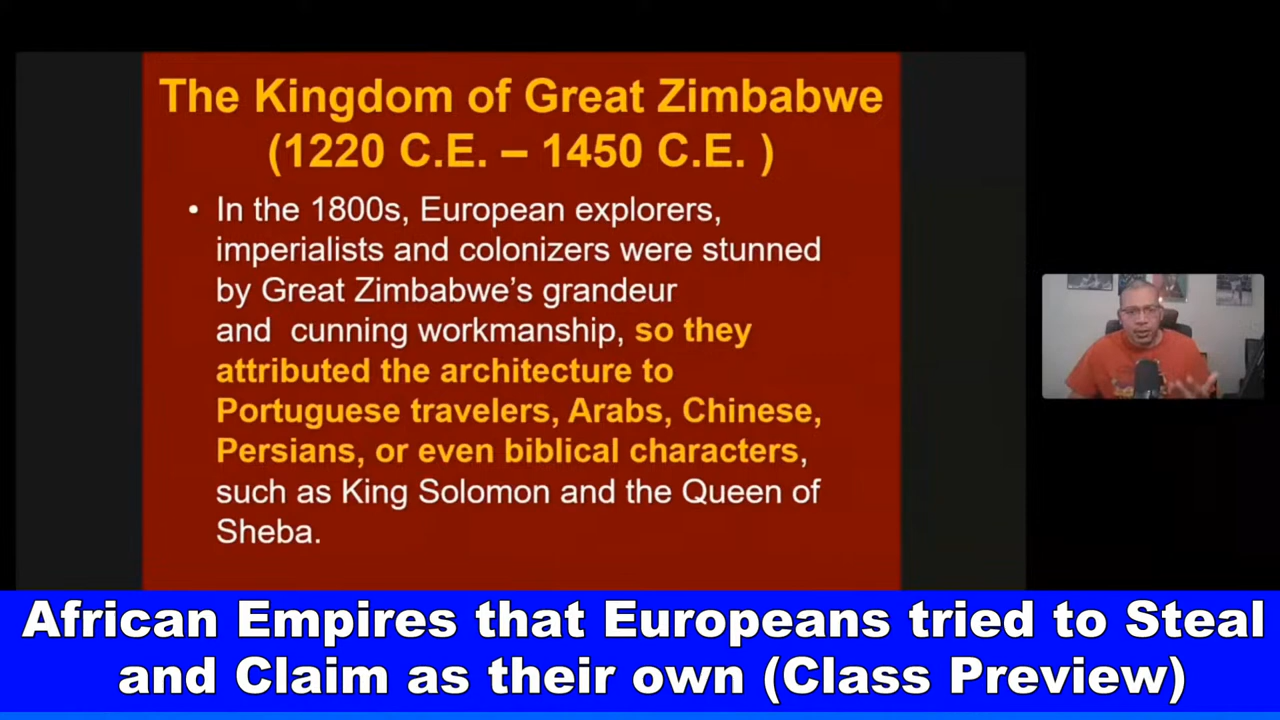 The Kingdom of Great Zimbabwe
(1220 C.E. – 1450 C.E. )
• In the 1800s, European explorers,
imperialists and colonizers were stunned
by Great Zimbabwe’s grandeur
and cunning workmanship, so they
attributed the architecture to
Portuguese travelers, Arabs, Chinese,
Persians, or even biblical characters,
such as King Solomon and the Queen of
Sheba.
African Empires that Europeans tried to Steal
and Claim as their own (Class Preview)